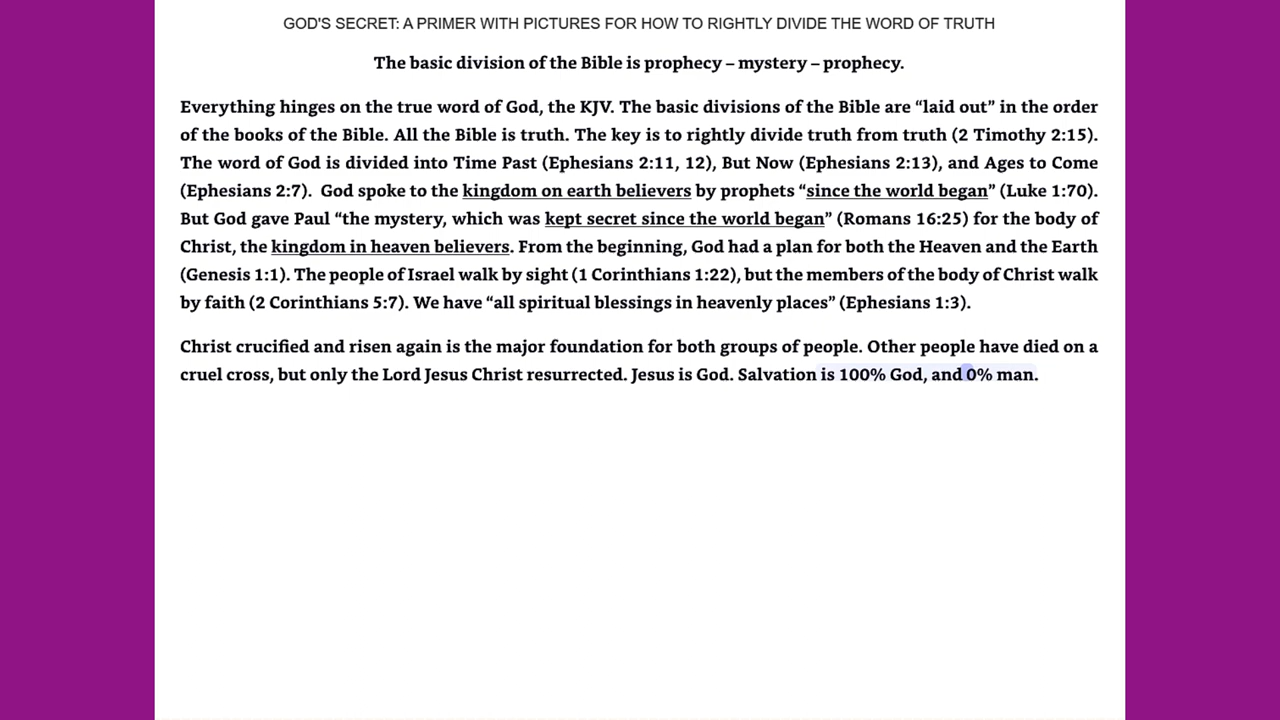 GOD'S SECRET: A PRIMER WITH PICTURES FOR HOW TO RIGHTLY DIVIDE THE WORD OF TRUTH
The basic division of the Bible is prophecy – mystery – prophecy.
Everything hinges on the true word of God, the KJV. The basic divisions of the Bible are “laid out” in the order
of the books of the Bible. All the Bible is truth. The key is to rightly divide truth from truth (2 Timothy 2:15).
The word of God is divided into Time Past (Ephesians 2:11, 12), But Now (Ephesians 2:13), and Ages to Come
(Ephesians 2:7).  God spoke to the kingdom on earth believers by prophets “since the world began” (Luke 1:70).
But God gave Paul “the mystery, which was kept secret since the world began” (Romans 16:25) for the body of
Christ, the kingdom in heaven believers. From the beginning, God had a plan for both the Heaven and the Earth
(Genesis 1:1). The people of Israel walk by sight (1 Corinthians 1:22), but the members of the body of Christ walk
by faith (2 Corinthians 5:7). We have “all spiritual blessings in heavenly places” (Ephesians 1:3).
Christ crucified and risen again is the major foundation for both groups of people. Other people have died on a
cruel cross, but only the Lord Jesus Christ resurrected. Jesus is God. Salvation is 100% God, and 0% man.